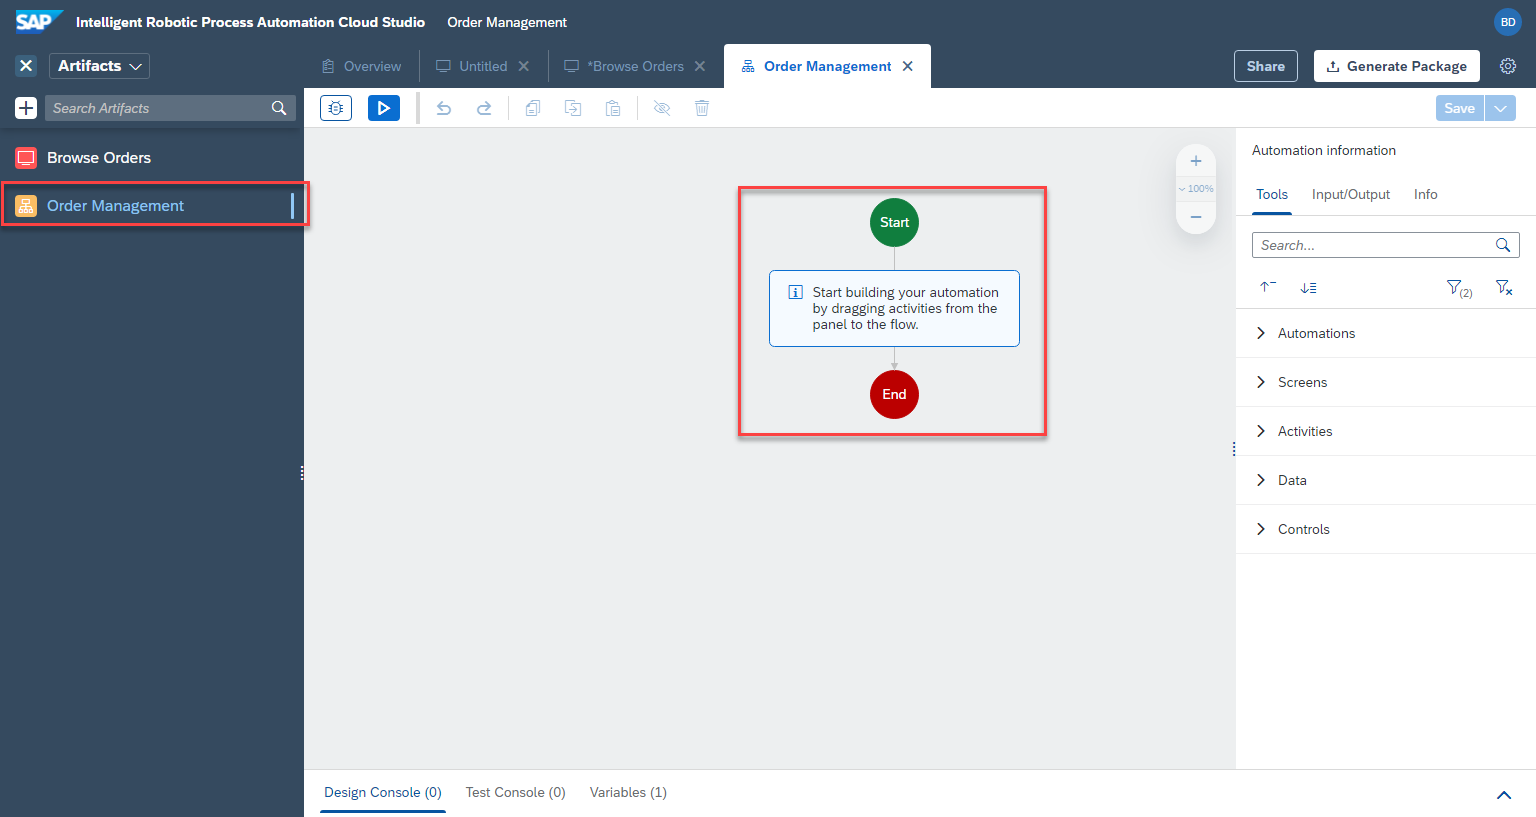 SAP Intelligent Robotic Process Automation Cloud Studio Order Management BD
Artifacts Overview Untitled *Browse Orders Order Management Share Generate Package
Search Artifacts Save
Browse Orders
Order Management
Start
Start building your automation
by dragging activities from the
panel to the flow.
End
100%
Automation information
Tools Input/Output Info
Search...
(2)
Automations
Screens
Activities
Data
Controls
Design Console (0) Test Console (0) Variables (1)